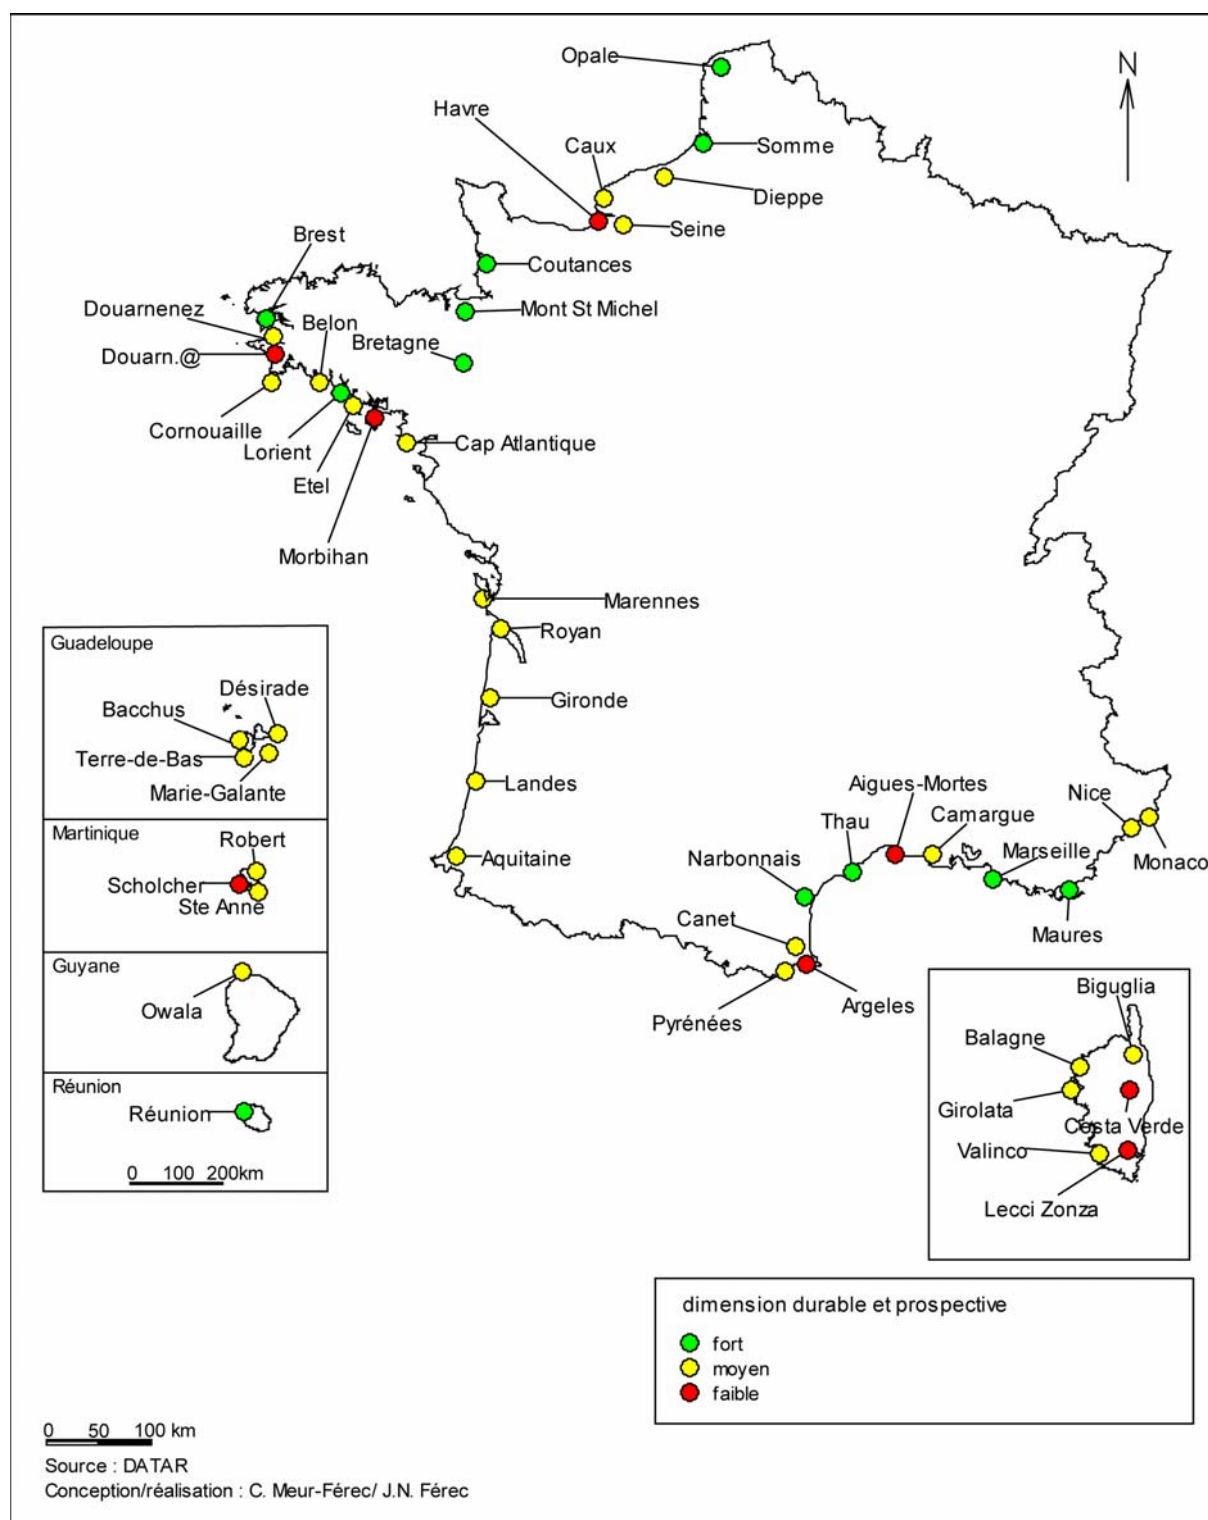 Opale
N
Havre
Caux
Somme
Dieppe
Seine
Brest
Coutances
Douarnenez
Belon
Mont St Michel
Bretagne
Douarn.@
Cornouaille
Lorient
Cap Atlantique
Etel
Morbihan
Marennes
Royan
Gironde
Landes
Aquitaine
Aigues-Mortes
Nice
Thau
Camargue
Narbonnais
Marseille
Monaco
Canet
Maures
Pyrénées
Argeles
Guadeloupe
Désirade
Bacchus
Terre-de-Bas
Marie-Galante
Martinique
Robert
Scholcher
Ste Anne
Guyane
Owala
Réunion
Réunion
0 100 200km
Biguglia
Balagne
Girolata
Costa Verde
Valinco
Lecci Zonza
dimension durable et prospective
fort
moyen
faible
0 50 100 km
Source : DATAR
Conception/réalisation : C. Meur-Férec/ J.N. Férec